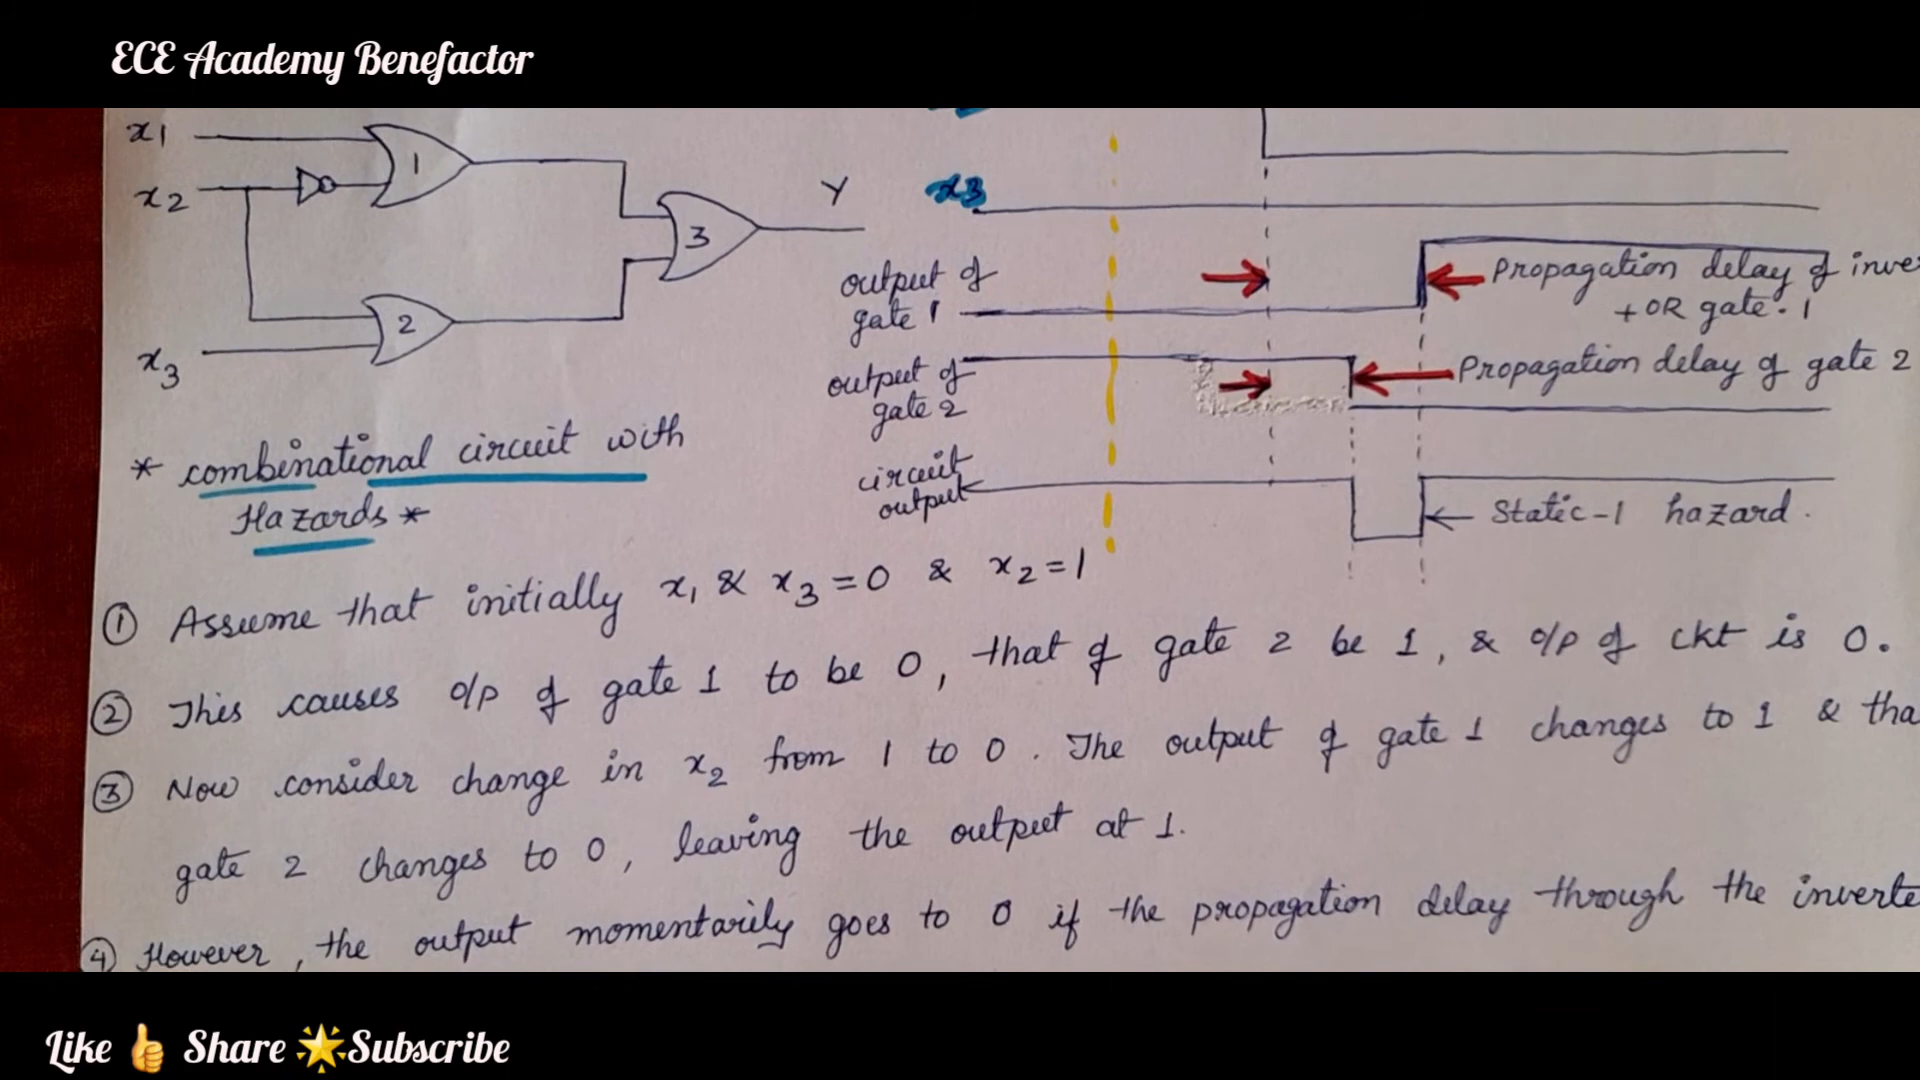 ECE Academy Benefactor
x1
x2
x3
1
2
3
Y
* combinational circuit with
Hazards *
x3
output of
gate 1
Propagation delay of inve
+ OR gate-1
output of
gate 2
Propagation delay of gate 2
circuit
output
Static-1 hazard.
① Assume that initially x1 & x3 = 0 & x2 = 1
② This causes o/p of gate 1 to be 0, that of gate 2 be 1, & o/p of ckt is 0.
③ Now consider change in x2 from 1 to 0. The output of gate 1 changes to 1 & tha
gate 2 changes to 0, leaving the output at 1.
④ However, the output momentarily goes to 0 if the propagation delay through the inverte
Like 👍 Share 🌟Subscribe